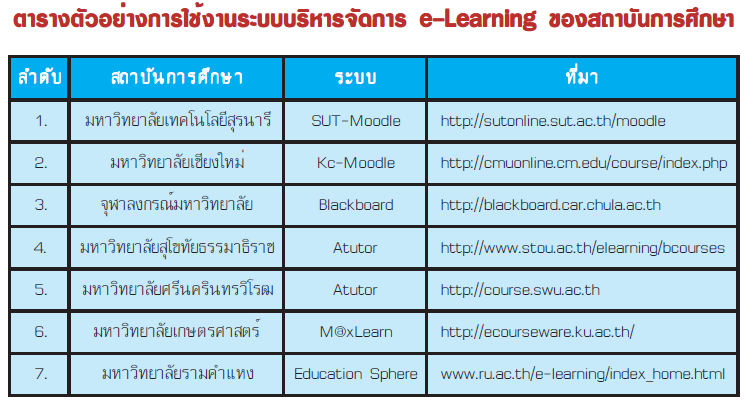 ตารางตัวอย่างการใช้งานระบบบริหารจัดการ e-Learning ของสถาบันการศึกษา
ลำดับ สถาบันการศึกษา ระบบ ที่มา
1. มหาวิทยาลัยเทคโนโลยีสุรนารี SUT-Moodle http://sutonline.sut.ac.th/moodle
2. มหาวิทยาลัยเชียงใหม่ Kc-Moodle http://cmuonline.cm.edu/course/index.php
3. จุฬาลงกรณ์มหาวิทยาลัย Blackboard http://blackboard.car.chula.ac.th
4. มหาวิทยาลัยสุโขทัยธรรมาธิราช Atutor http://www.stou.ac.th/elearning/bcourses
5. มหาวิทยาลัยศรีนครินทรวิโรฒ Atutor http://course.swu.ac.th
6. มหาวิทยาลัยเกษตรศาสตร์ M@xLearn http://ecourseware.ku.ac.th/
7. มหาวิทยาลัยรามคำแหง Education Sphere www.ru.ac.th/e-learning/index_home.html